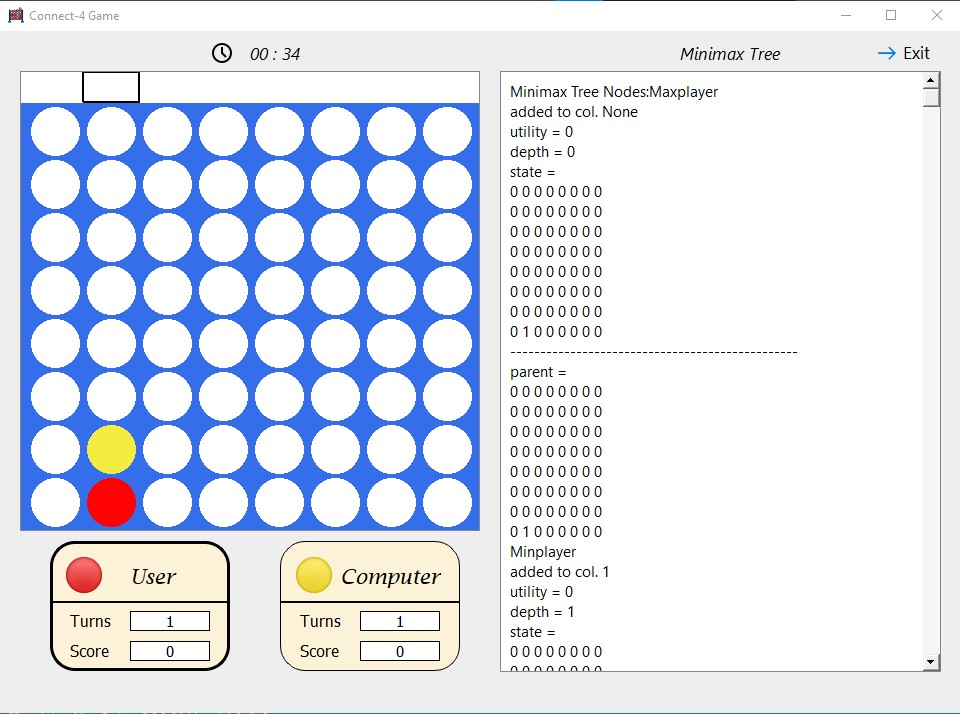 Connect-4 Game
00 : 34
Minimax Tree
Exit
Minimax Tree Nodes:Maxplayer
added to col. None
utility = 0
depth = 0
state =
0 0 0 0 0 0 0 0
0 0 0 0 0 0 0 0
0 0 0 0 0 0 0 0
0 0 0 0 0 0 0 0
0 0 0 0 0 0 0 0
0 0 0 0 0 0 0 0
0 0 0 0 0 0 0 0
0 1 0 0 0 0 0 0
------------------------------------------------
parent =
0 0 0 0 0 0 0 0
0 0 0 0 0 0 0 0
0 0 0 0 0 0 0 0
0 0 0 0 0 0 0 0
0 0 0 0 0 0 0 0
0 0 0 0 0 0 0 0
0 0 0 0 0 0 0 0
0 1 0 0 0 0 0 0
Minplayer
added to col. 1
utility = 0
depth = 1
state =
0 0 0 0 0 0 0 0
0 0 0 0 0 0 0 0
User
Turns 1
Score 0
Computer
Turns 1
Score 0